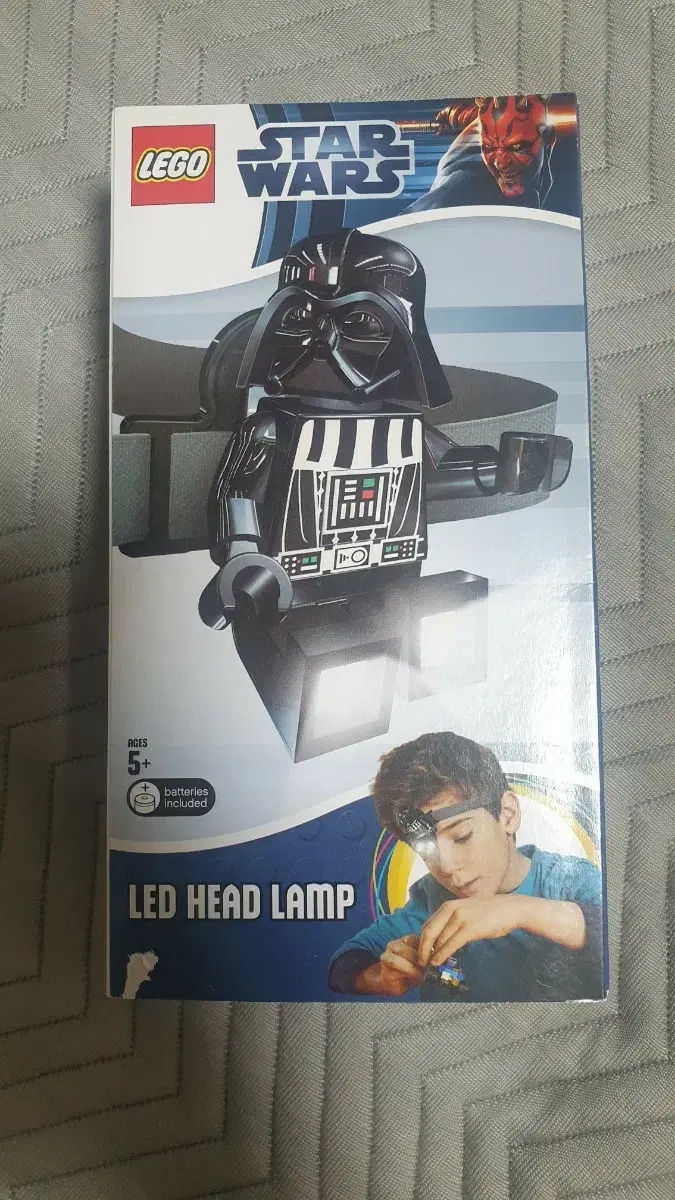 LEGO
STAR
WARS
AGES
5+
batteries
included
LED HEAD LAMP